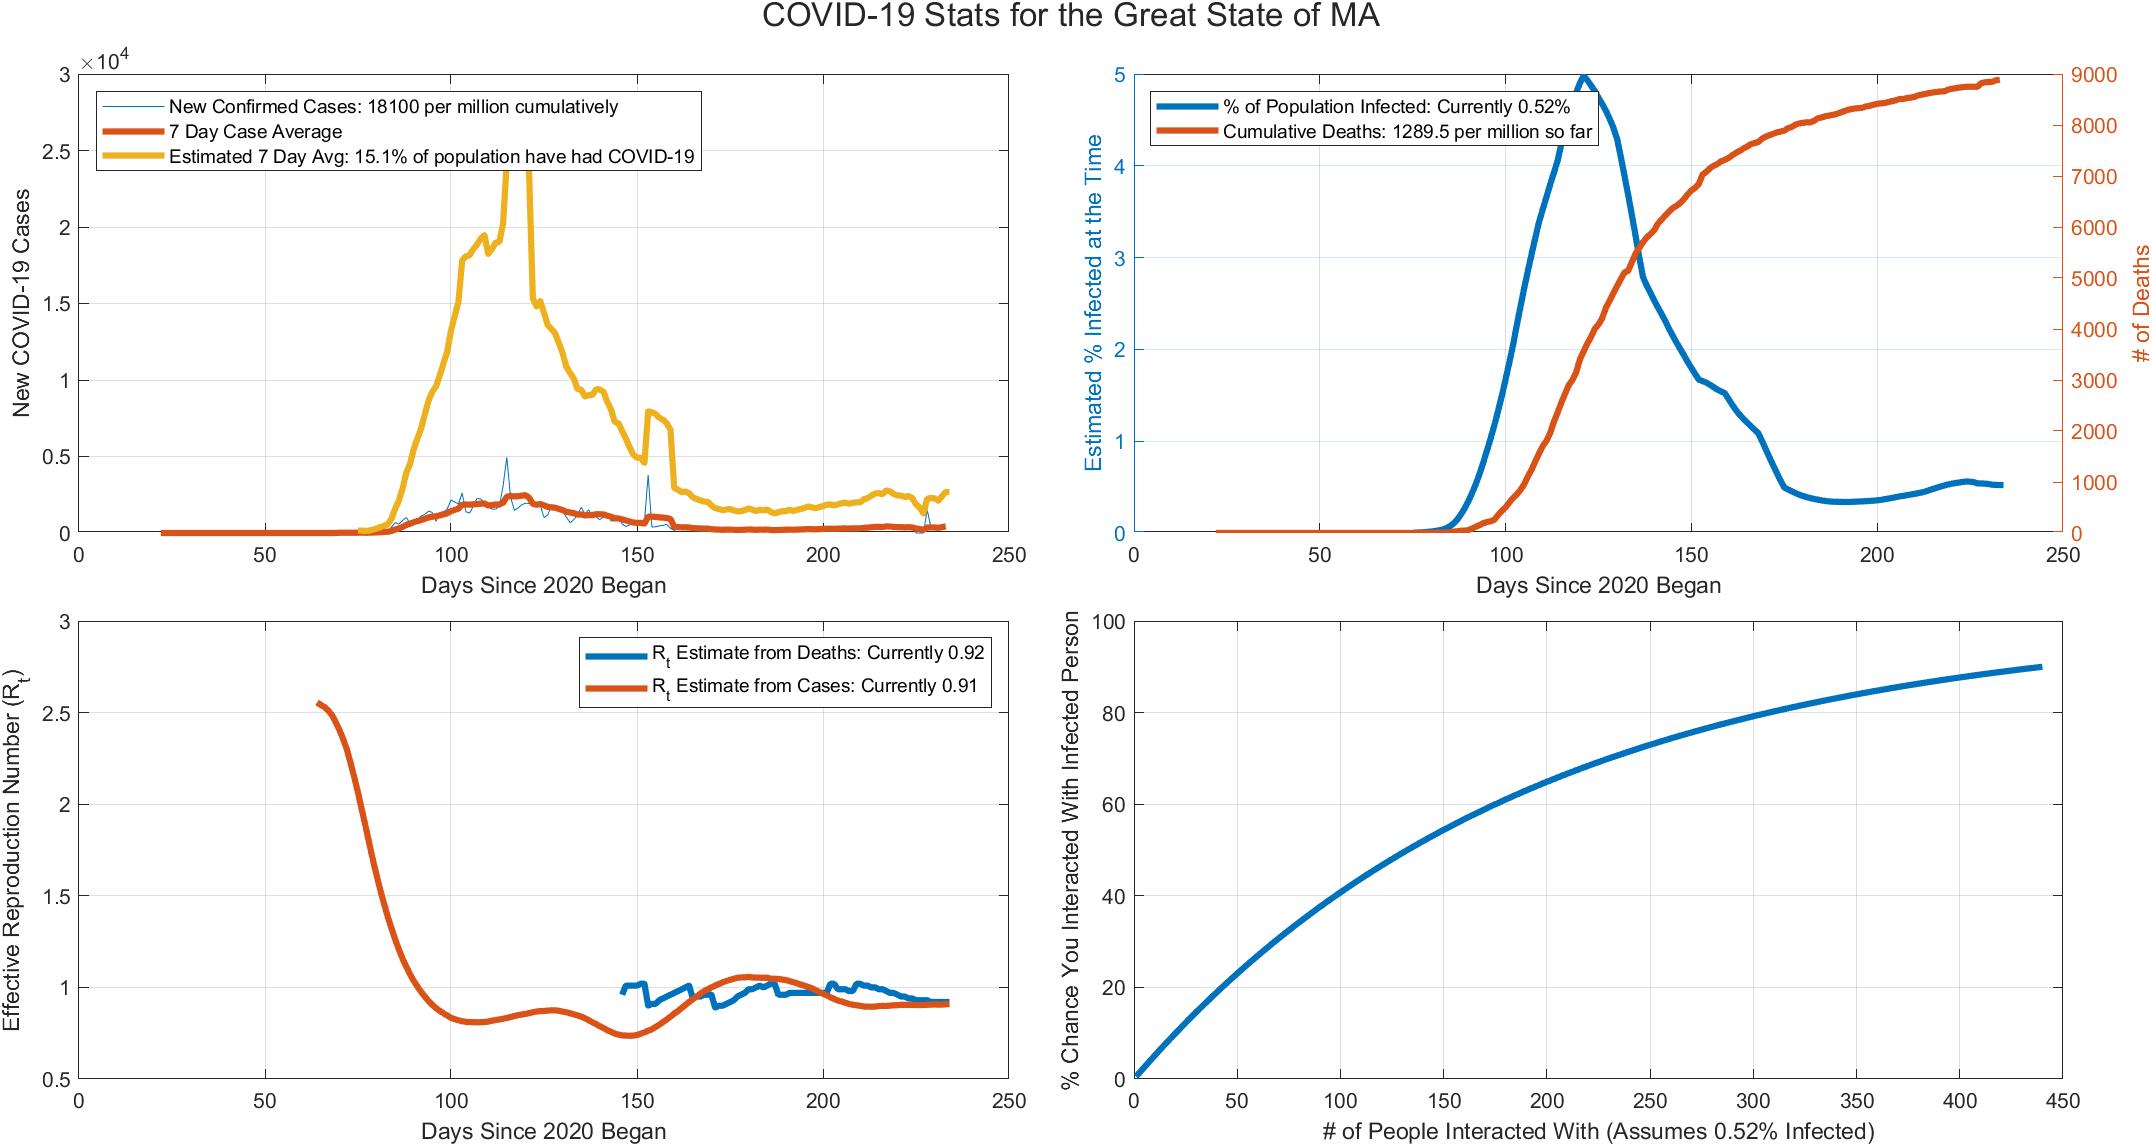 COVID-19 Stats for the Great State of MA
×10^4
3
2.5
2
1.5
1
0.5
0
New COVID-19 Cases
New Confirmed Cases: 18100 per million cumulatively
7 Day Case Average
Estimated 7 Day Avg: 15.1% of population have had COVID-19
0 50 100 150 200 250
Days Since 2020 Began
5
4
3
2
1
0
Estimated % Infected at the Time
% of Population Infected: Currently 0.52%
Cumulative Deaths: 1289.5 per million so far
9000
8000
7000
6000
5000
4000
3000
2000
1000
0
# of Deaths
0 50 100 150 200 250
Days Since 2020 Began
3
2.5
2
1.5
1
0.5
Effective Reproduction Number (R_t)
R_t Estimate from Deaths: Currently 0.92
R_t Estimate from Cases: Currently 0.91
0 50 100 150 200 250
Days Since 2020 Began
100
80
60
40
20
0
% Chance You Interacted With Infected Person
0 50 100 150 200 250 300 350 400 450
# of People Interacted With (Assumes 0.52% Infected)